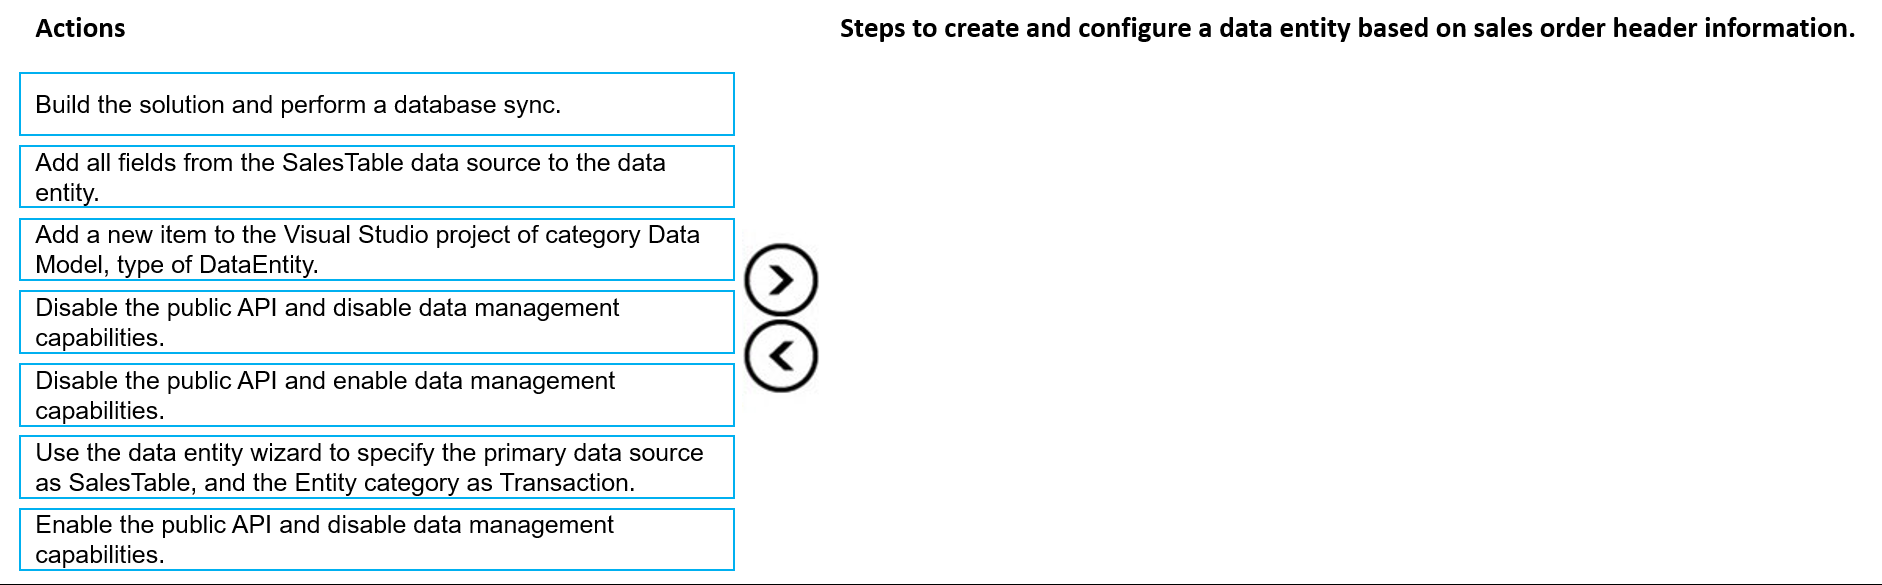 Actions
Steps to create and configure a data entity based on sales order header information.
Build the solution and perform a database sync.
Add all fields from the SalesTable data source to the data
entity.
Add a new item to the Visual Studio project of category Data
Model, type of DataEntity.
Disable the public API and disable data management
capabilities.
Disable the public API and enable data management
capabilities.
Use the data entity wizard to specify the primary data source
as SalesTable, and the Entity category as Transaction.
Enable the public API and disable data management
capabilities.